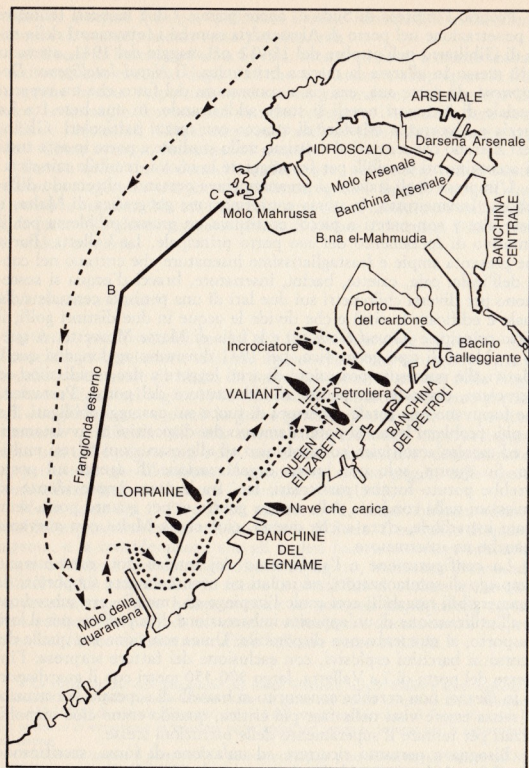 ARSENALE
IDROSCALO
Darsena Arsenale
Molo Arsenale
Banchina Arsenale
C
Molo Mahrussa
BANCHINA
CENTRALE
B.na el-Mahmudia
B
Porto
del carbone
Incrociatore
Bacino
Galleggiante
VALIANT
Petroliera
Frangionda esterno
QUEEN
ELIZABETH
BANCHINA
DEI PETROLI
LORRAINE
Nave che carica
BANCHINE
DEL
LEGNAME
A
Molo della
quarantena